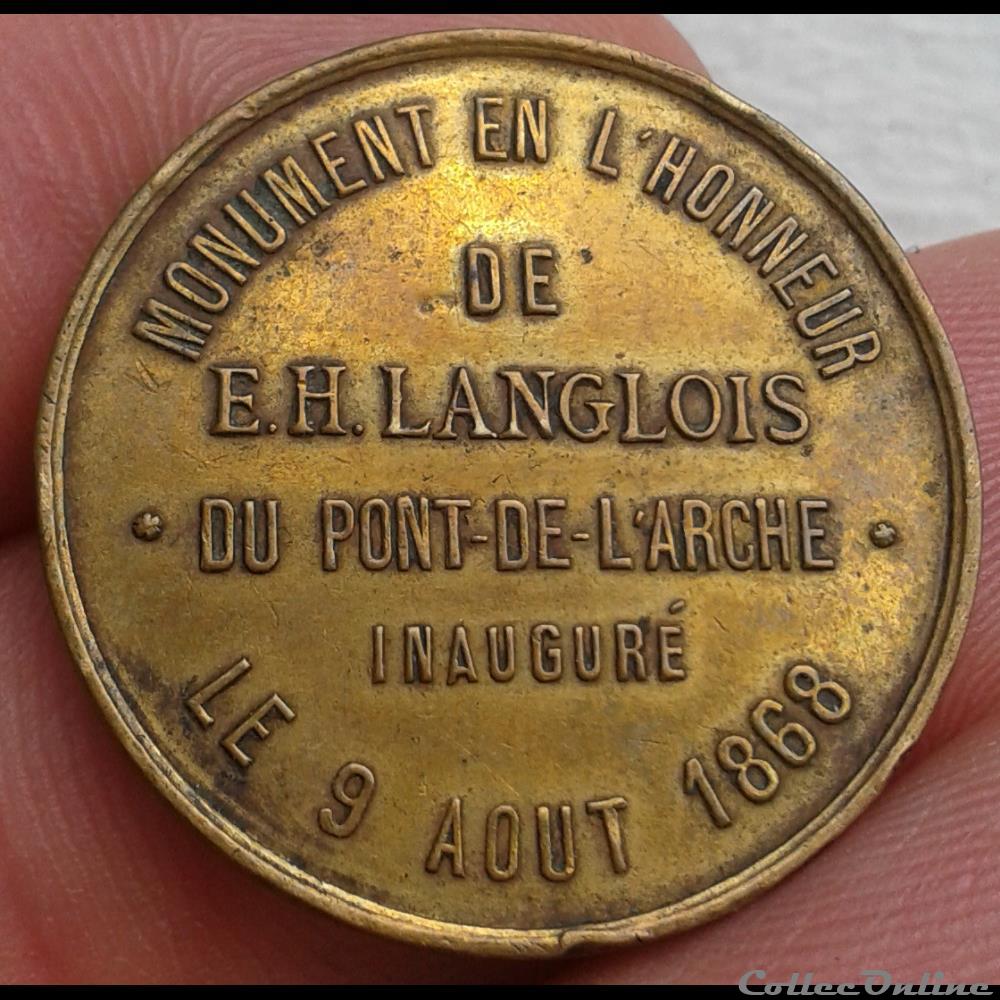 MONUMENT EN L'HONNEUR
DE
E.H. LANGLOIS
DU PONT-DE-L'ARCHE
INAUGURÉ
LE 9 AOUT 1868
CollecOnline